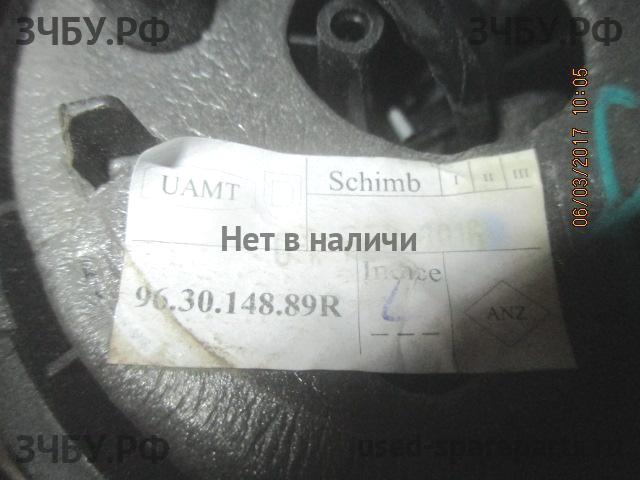 ЗЧБУ.РФ
ЗЧБУ.РФ
06/03/2017 10:05
UAMT
Schimb
I
II
III
Нет в наличи
Indice
96.30.148.89R
ANZ
ЗЧБУ.РФ
used-spareparts.ru